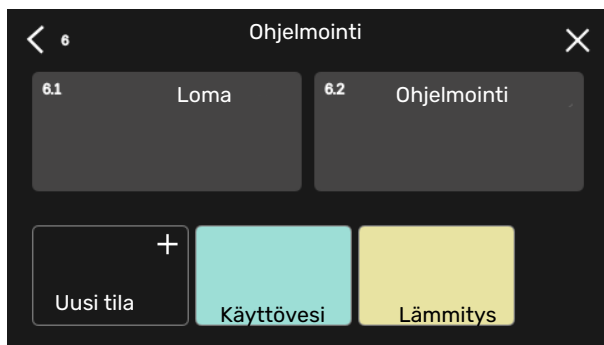 6 Ohjelmointi
6.1 Loma
6.2 Ohjelmointi
+
Uusi tila
Käyttövesi
Lämmitys